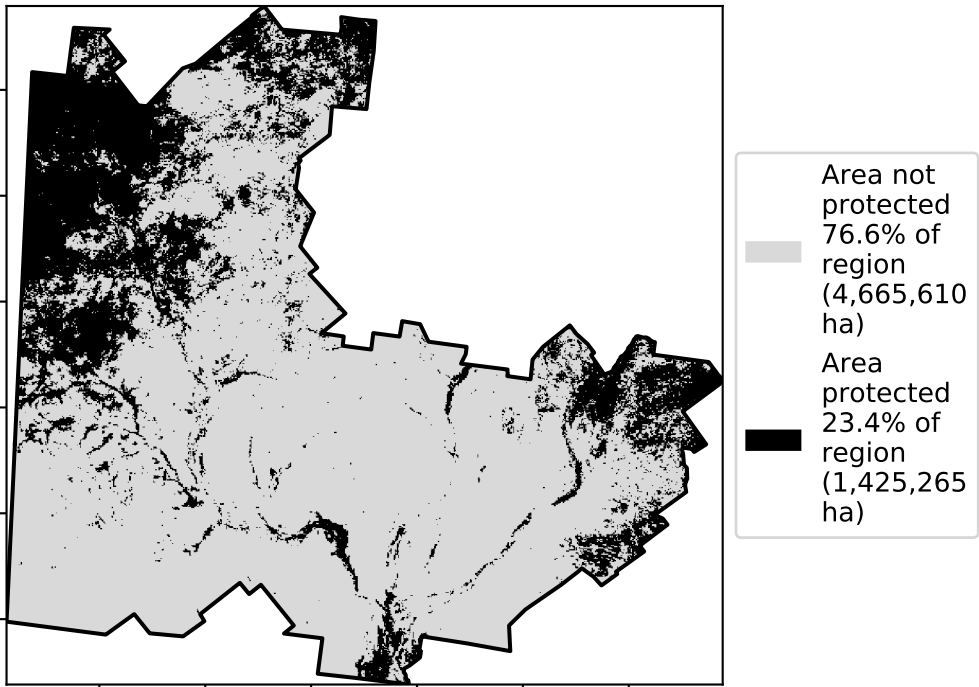 Area not
protected
76.6% of
region
(4,665,610
ha)
Area
protected
23.4% of
region
(1,425,265
ha)